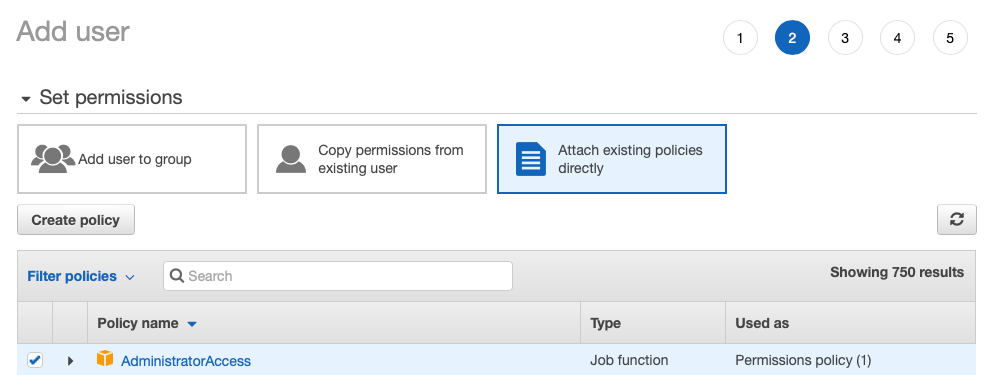 Add user
1 2 3 4 5
Set permissions
Add user to group
Copy permissions from
existing user
Attach existing policies
directly
Create policy
Filter policies
Search
Showing 750 results
Policy name Type Used as
AdministratorAccess Job function Permissions policy (1)